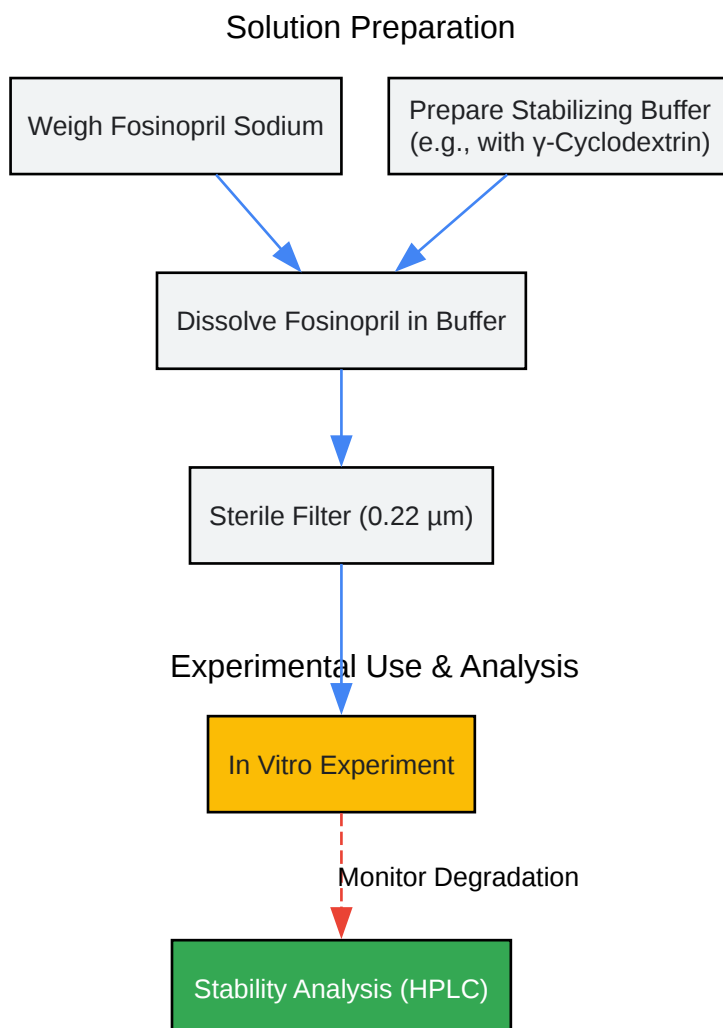 Solution Preparation
Weigh Fosinopril Sodium
Prepare Stabilizing Buffer
(e.g., with γ-Cyclodextrin)
Dissolve Fosinopril in Buffer
Sterile Filter (0.22 µm)
Experimental Use & Analysis
In Vitro Experiment
Monitor Degradation
Stability Analysis (HPLC)